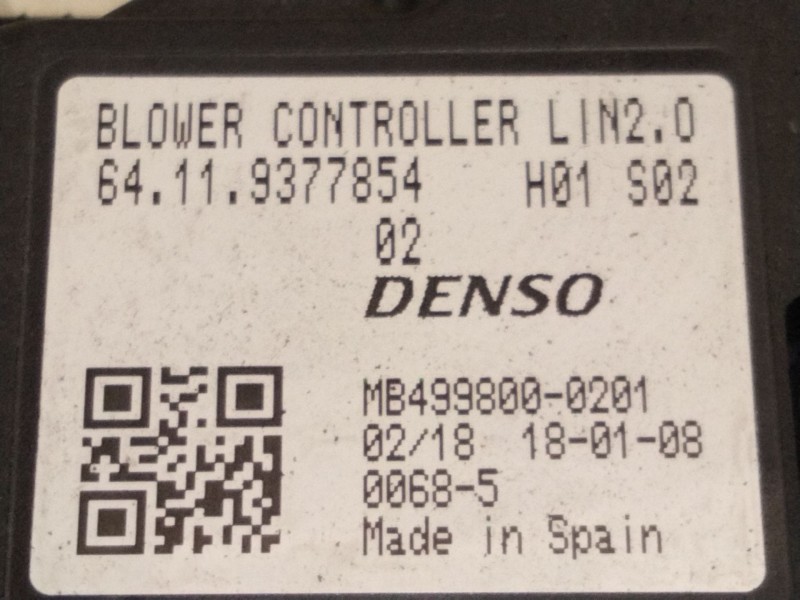 BLOWER CONTROLLER LIN2.0
64.11.9377854 H01 S02
02
DENSO
MB499800-0201
02/18 18-01-08
0068-5
Made in Spain